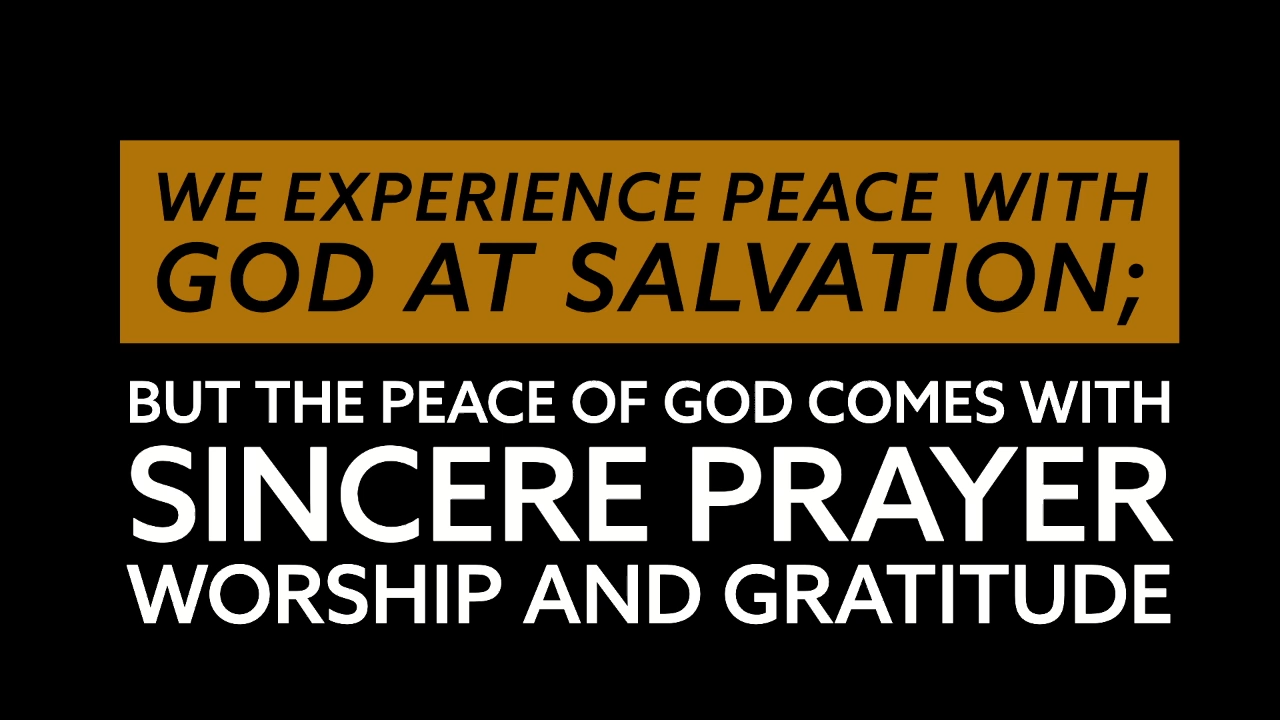 WE EXPERIENCE PEACE WITH
GOD AT SALVATION;
BUT THE PEACE OF GOD COMES WITH
SINCERE PRAYER
WORSHIP AND GRATITUDE